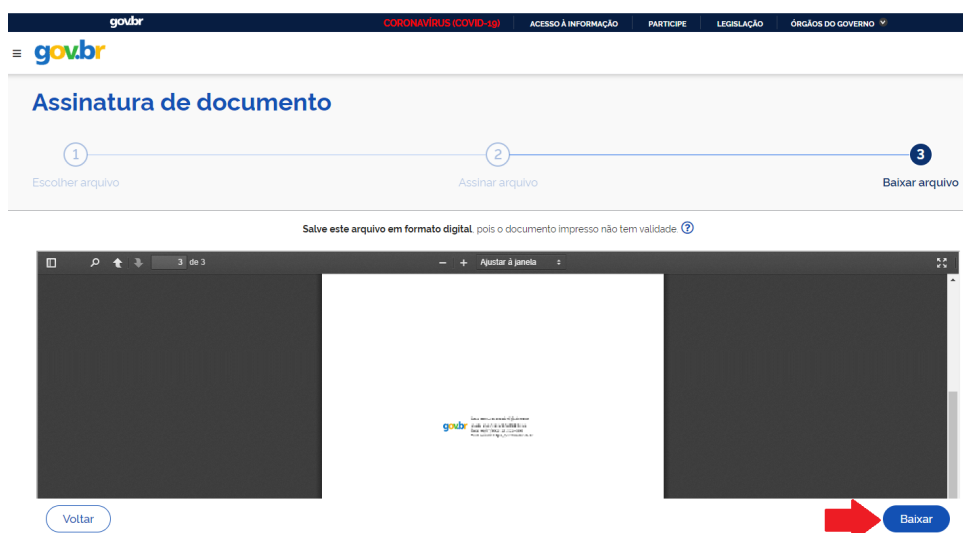 gov.br CORONAVÍRUS (COVID-19) ACESSO À INFORMAÇÃO PARTICIPE LEGISLAÇÃO ÓRGÃOS DO GOVERNO
≡ gov.br
Assinatura de documento
1 2 3
Escolher arquivo Assinar arquivo Baixar arquivo
Salve este arquivo em formato digital, pois o documento impresso não tem validade ?
3 de 3 − + Ajustar à janela
gov.br
Voltar Baixar